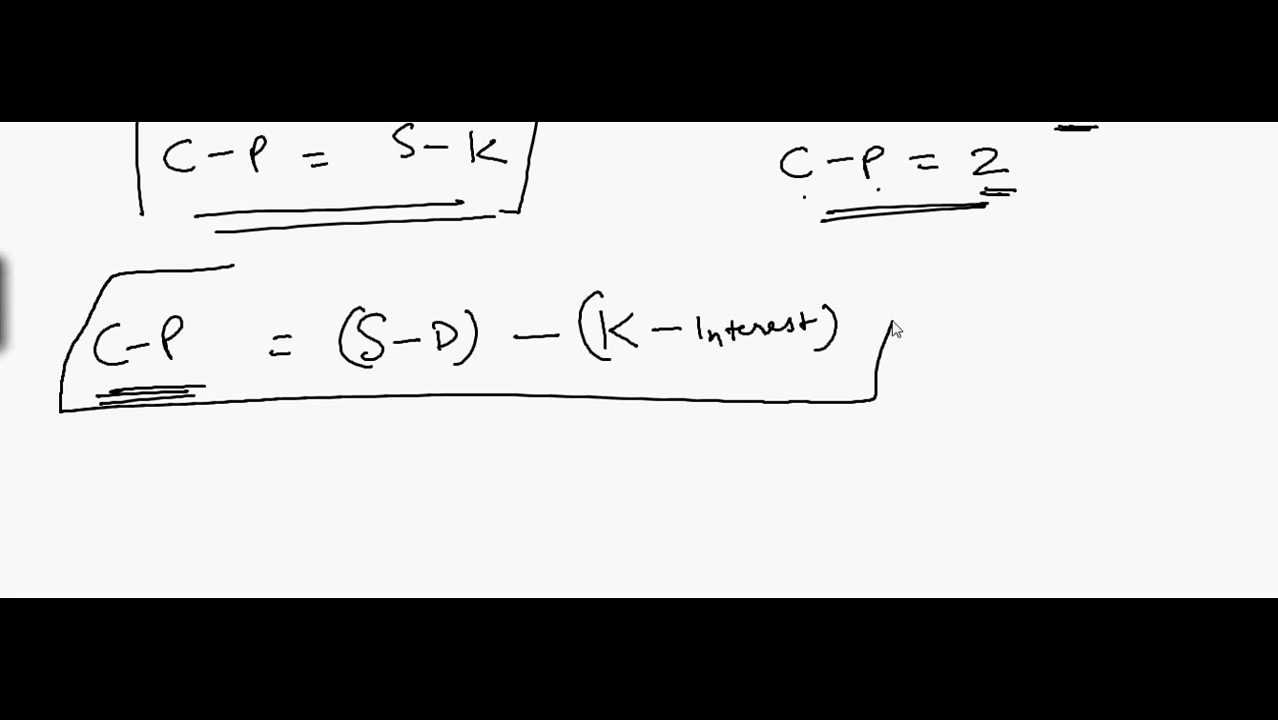 C - P = S - K
C - P = 2
C - P = (S - D) - (K - Interest)